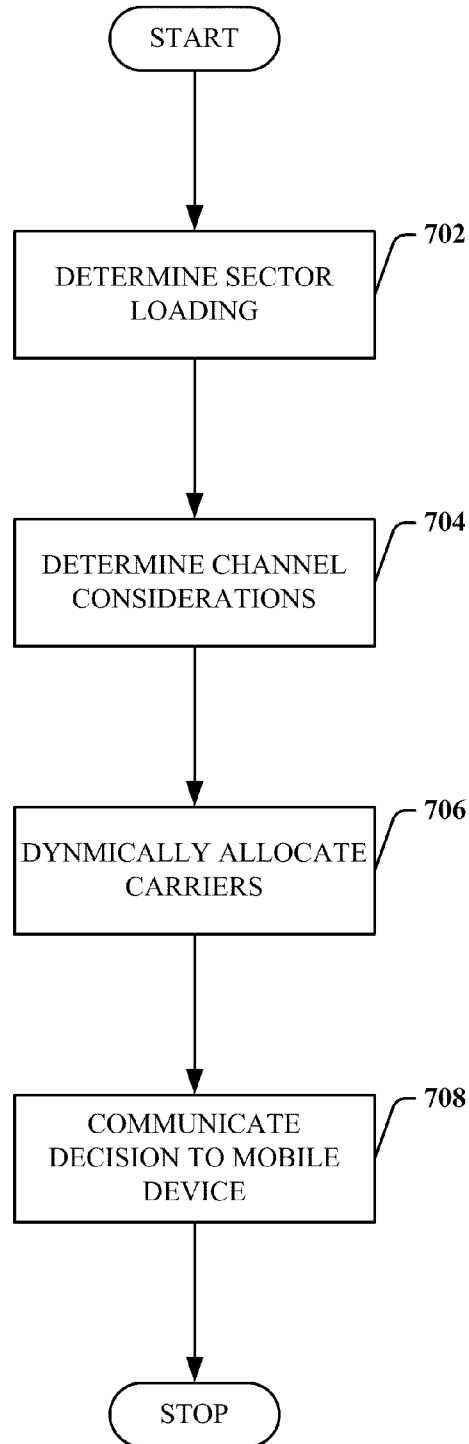 START
702
DETERMINE SECTOR
LOADING
704
DETERMINE CHANNEL
CONSIDERATIONS
706
DYNMICALLY ALLOCATE
CARRIERS
708
COMMUNICATE
DECISION TO MOBILE
DEVICE
STOP